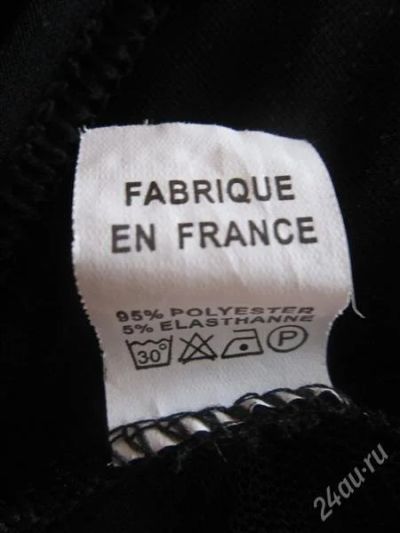 FABRIQUE
EN FRANCE
95% POLYESTER
5% ELASTHANNE
30° P
24au.ru